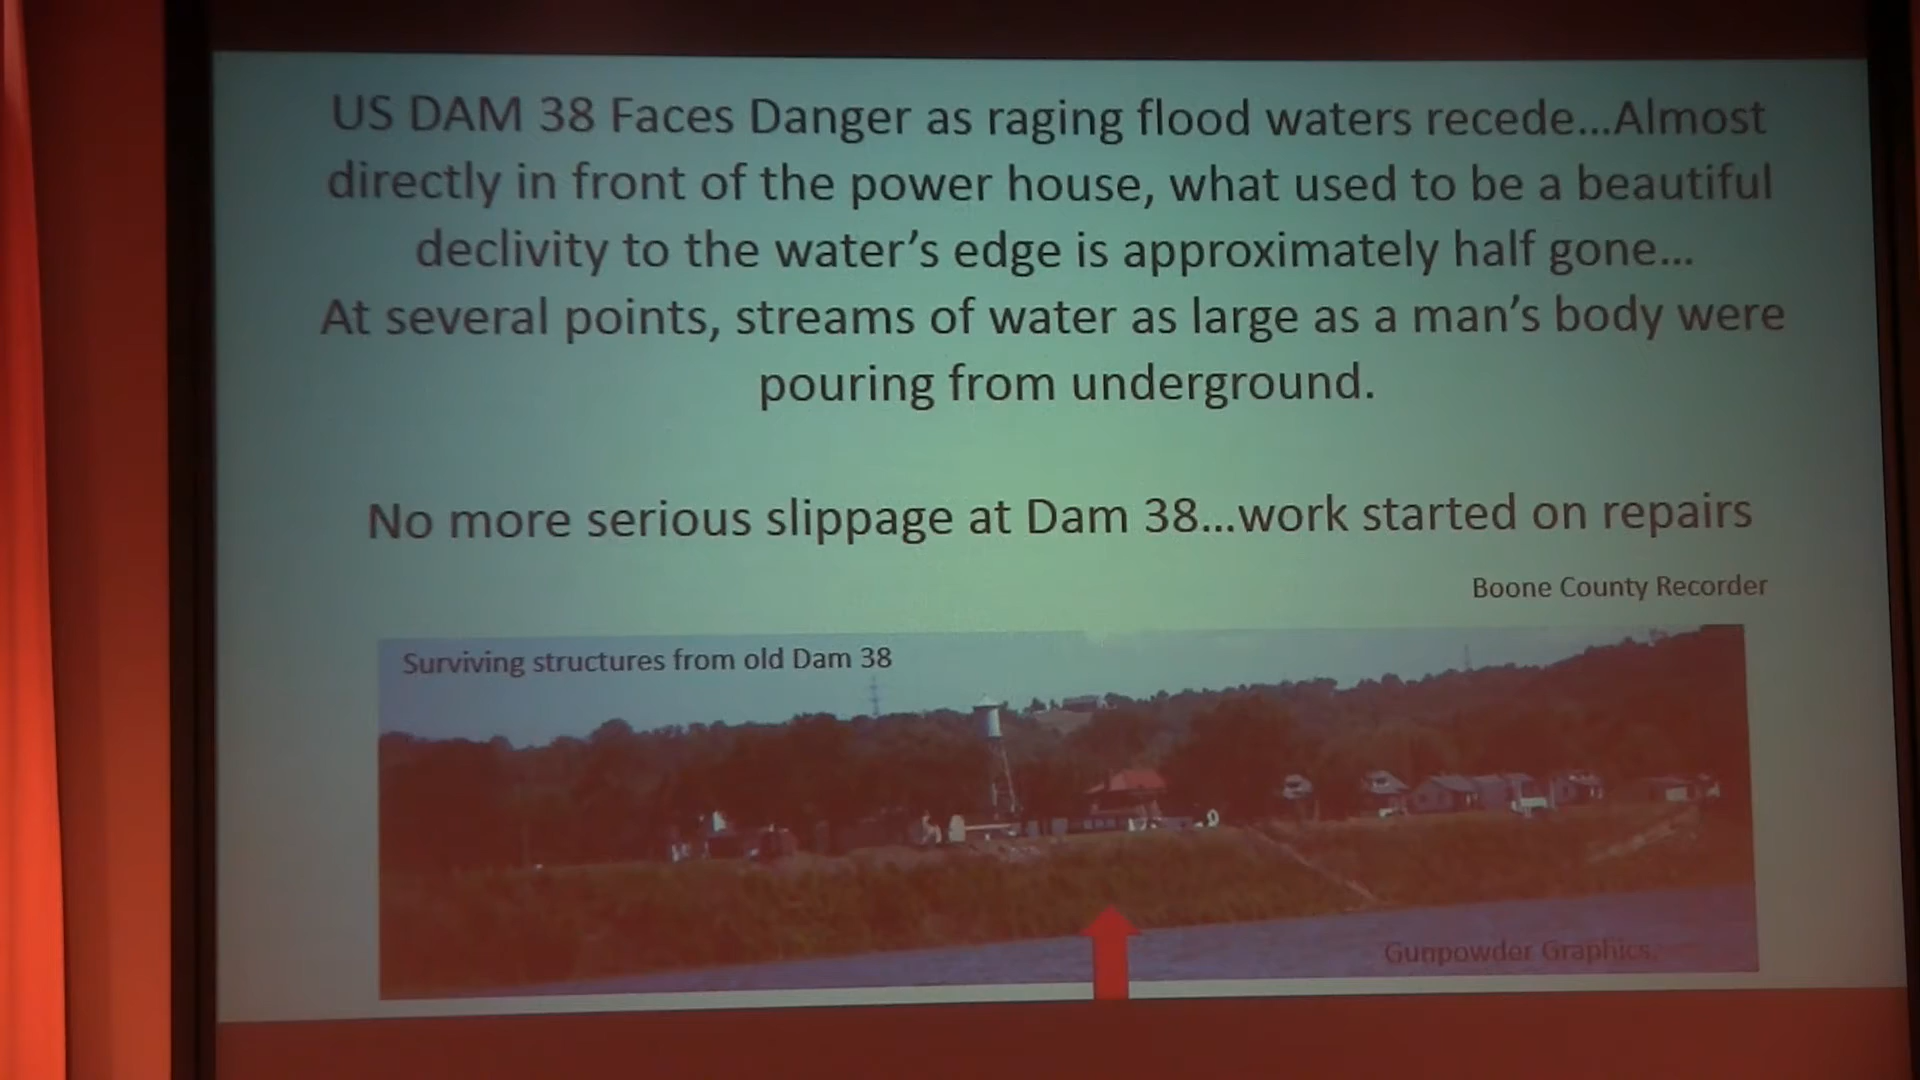 US DAM 38 Faces Danger as raging flood waters recede...Almost
directly in front of the power house, what used to be a beautiful
declivity to the water’s edge is approximately half gone...
At several points, streams of water as large as a man’s body were
pouring from underground.
No more serious slippage at Dam 38...work started on repairs
Boone County Recorder
Surviving structures from old Dam 38
Gunpowder Graphics,